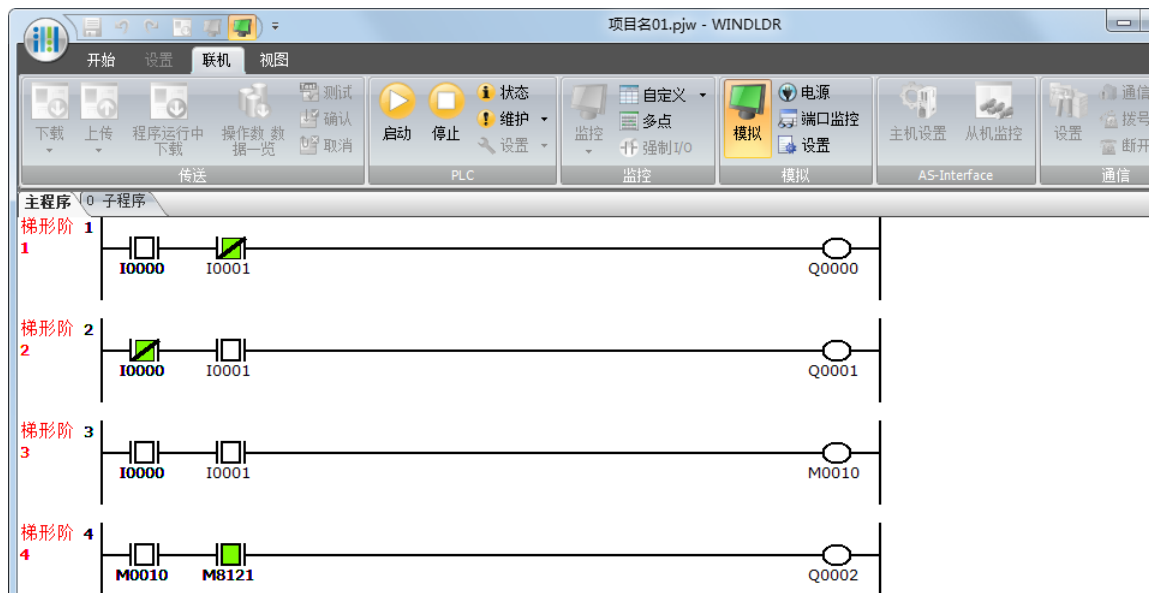 项目名01.pjw - WINDLDR
开始 设置 联机 视图
下载 上传 程序运行中下载 操作数 数据一览 测试 确认 取消
传送
启动 停止 状态 维护 设置
PLC
监控 自定义 多点 强制I/O
监控
模拟 电源 端口监控 设置
模拟
主机设置 从机监控
AS-Interface
设置 通信 拨号 断开
通信
主程序 0 子程序
梯形阶 1
1
I0000 I0001 Q0000
梯形阶 2
2
I0000 I0001 Q0001
梯形阶 3
3
I0000 I0001 M0010
梯形阶 4
4
M0010 M8121 Q0002